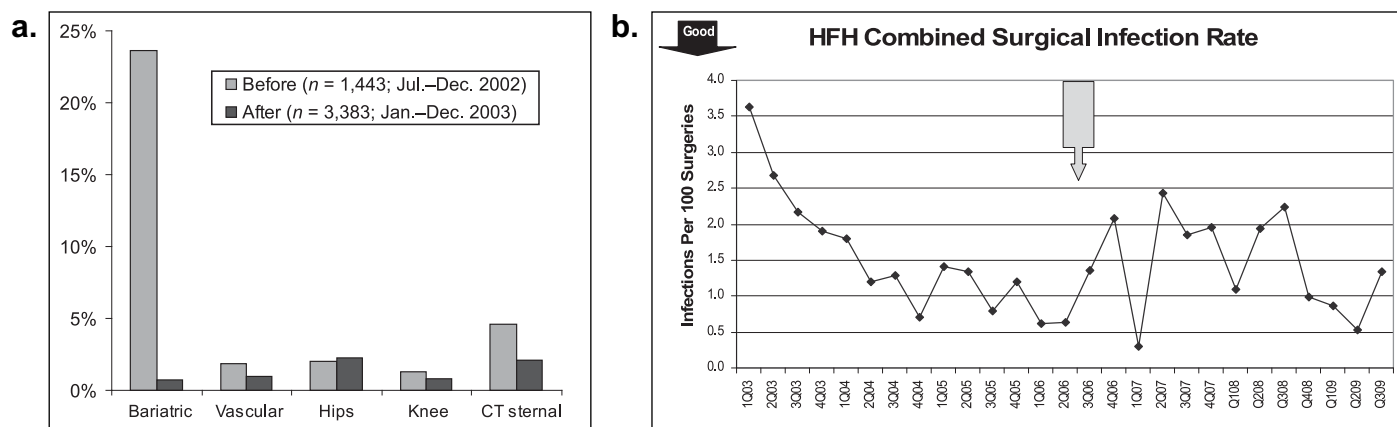 a.
25%
20%
15%
10%
5%
0%
Before (n = 1,443; Jul.–Dec. 2002)
After (n = 3,383; Jan.–Dec. 2003)
Bariatric Vascular Hips Knee CT sternal
b.
Good
HFH Combined Surgical Infection Rate
Infections Per 100 Surgeries
4.0
3.5
3.0
2.5
2.0
1.5
1.0
0.5
0.0
1Q03 2Q03 3Q03 4Q03 1Q04 2Q04 3Q04 4Q04 1Q05 2Q05 3Q05 4Q05 1Q06 2Q06 3Q06 4Q06 1Q07 2Q07 3Q07 4Q07 Q108 Q208 Q308 Q408 Q109 Q209 Q309